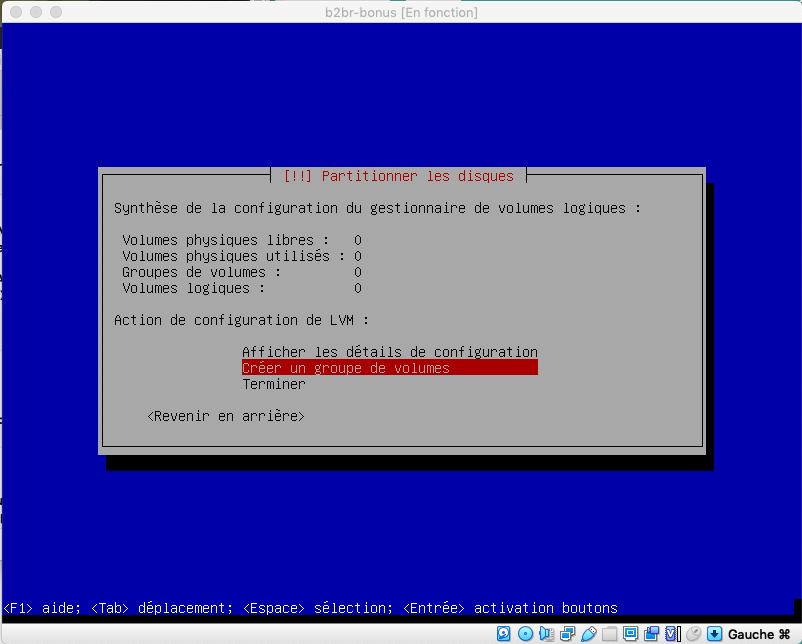 b2br-bonus [En fonction]
[!!] Partitionner les disques
Synthèse de la configuration du gestionnaire de volumes logiques :
Volumes physiques libres : 0
Volumes physiques utilisés : 0
Groupes de volumes : 0
Volumes logiques : 0
Action de configuration de LVM :
Afficher les détails de configuration
Créer un groupe de volumes
Terminer
<Revenir en arrière>
<F1> aide; <Tab> déplacement; <Espace> sélection; <Entrée> activation boutons
Gauche ⌘